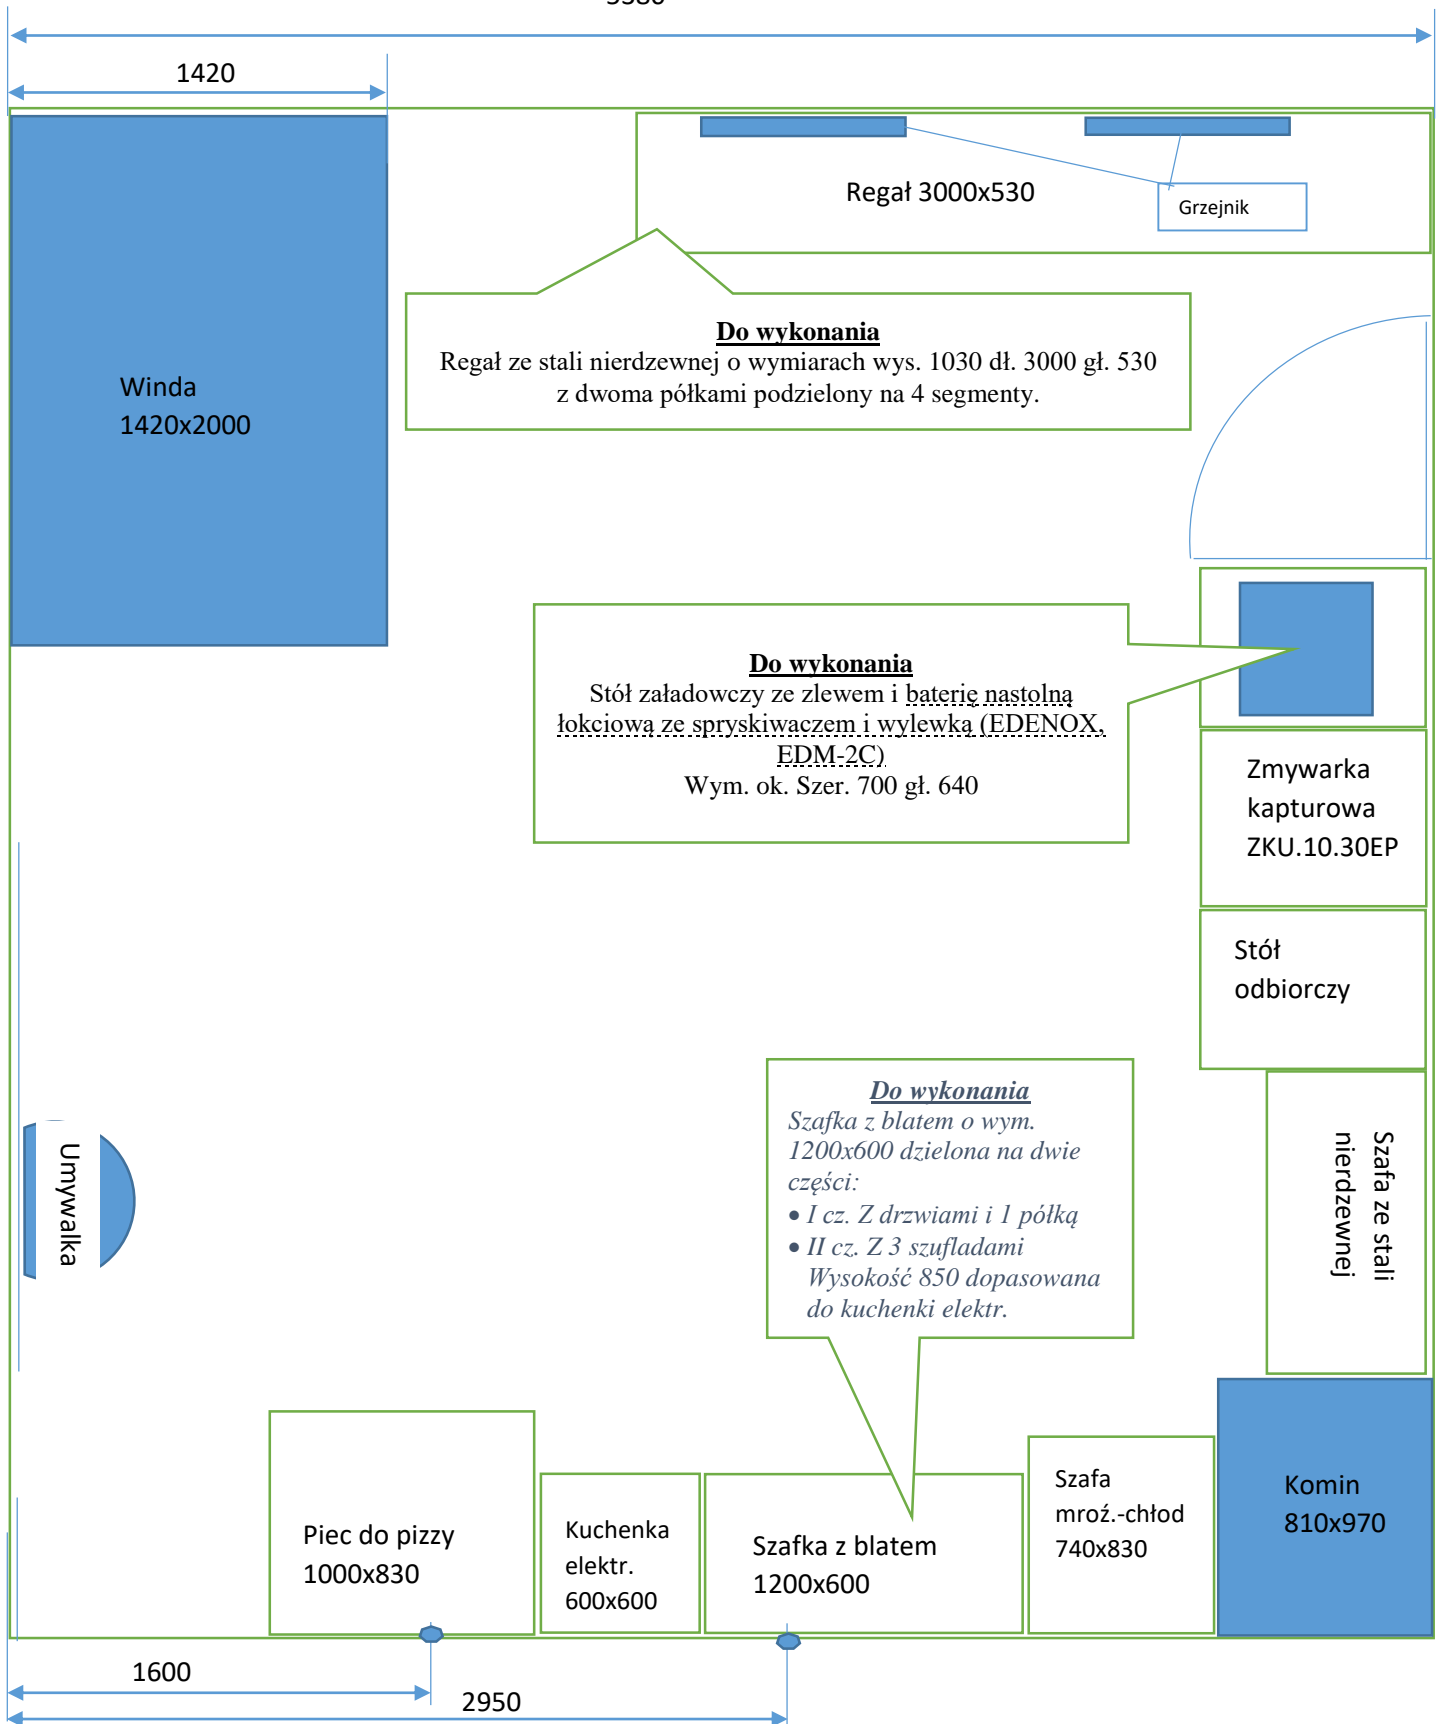 1420
Regał 3000x530
Grzejnik
Do wykonania
Regał ze stali nierdzewnej o wymiarach wys. 1030 dł. 3000 gł. 530
z dwoma półkami podzielony na 4 segmenty.
Winda
1420x2000
Do wykonania
Stół załadowczy ze zlewem i baterię nastolną
łokciową ze spryskiwaczem i wylewką (EDENOX,
EDM-2C)
Wym. ok. Szer. 700 gł. 640
Zmywarka
kapturowa
ZKU.10.30EP
Stół
odbiorczy
Do wykonania
Szafka z blatem o wym.
1200x600 dzielona na dwie
części:
• I cz. Z drzwiami i 1 półką
• II cz. Z 3 szufladami
Wysokość 850 dopasowana
do kuchenki elektr.
Szafa ze stali
nierdzewnej
Umywalka
Piec do pizzy
1000x830
Kuchenka
elektr.
600x600
Szafka z blatem
1200x600
Szafa
mroź.-chłod
740x830
Komin
810x970
1600
2950